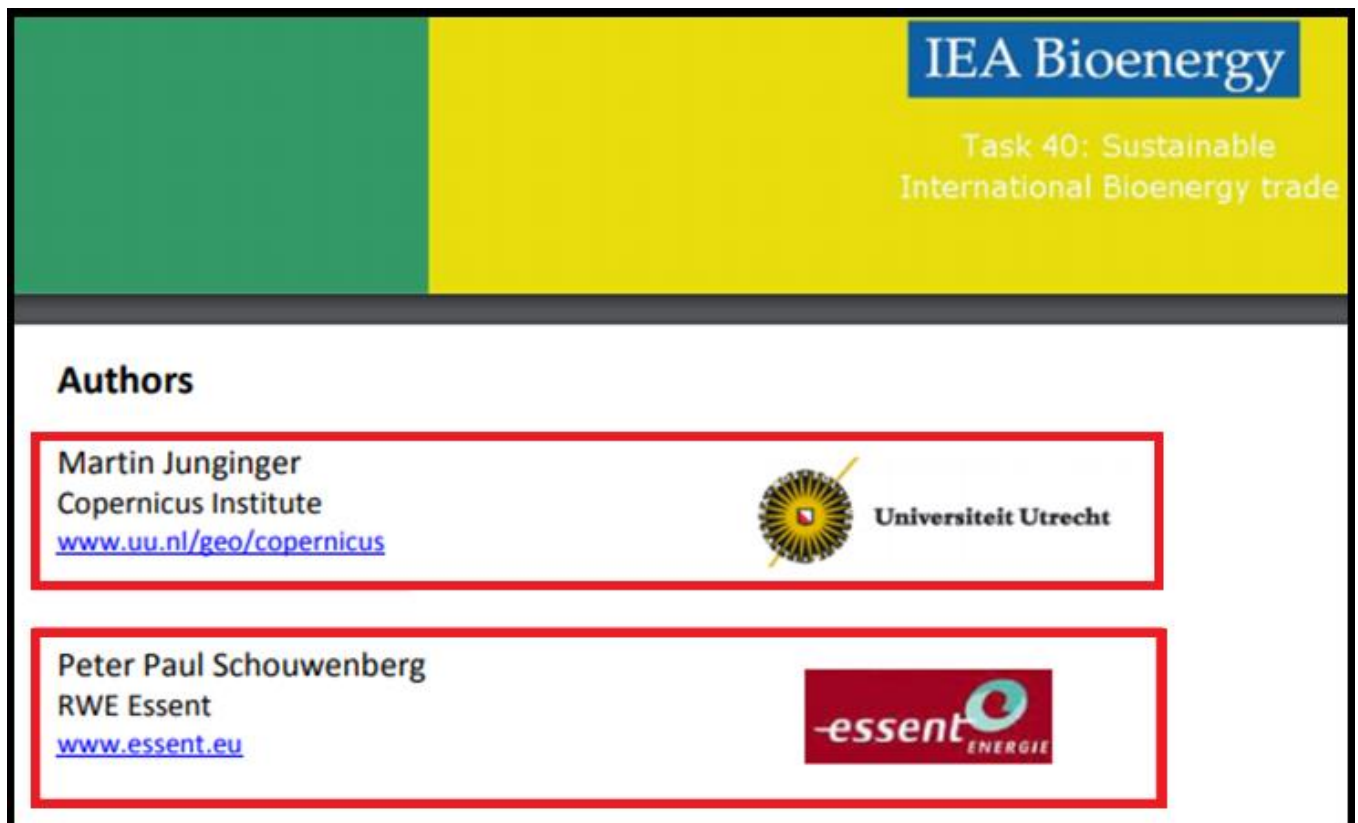 IEA Bioenergy
Task 40: Sustainable
International Bioenergy trade
Authors
Martin Junginger
Copernicus Institute
www.uu.nl/geo/copernicus
Universiteit Utrecht
Peter Paul Schouwenberg
RWE Essent
www.essent.eu
essent
ENERGIE